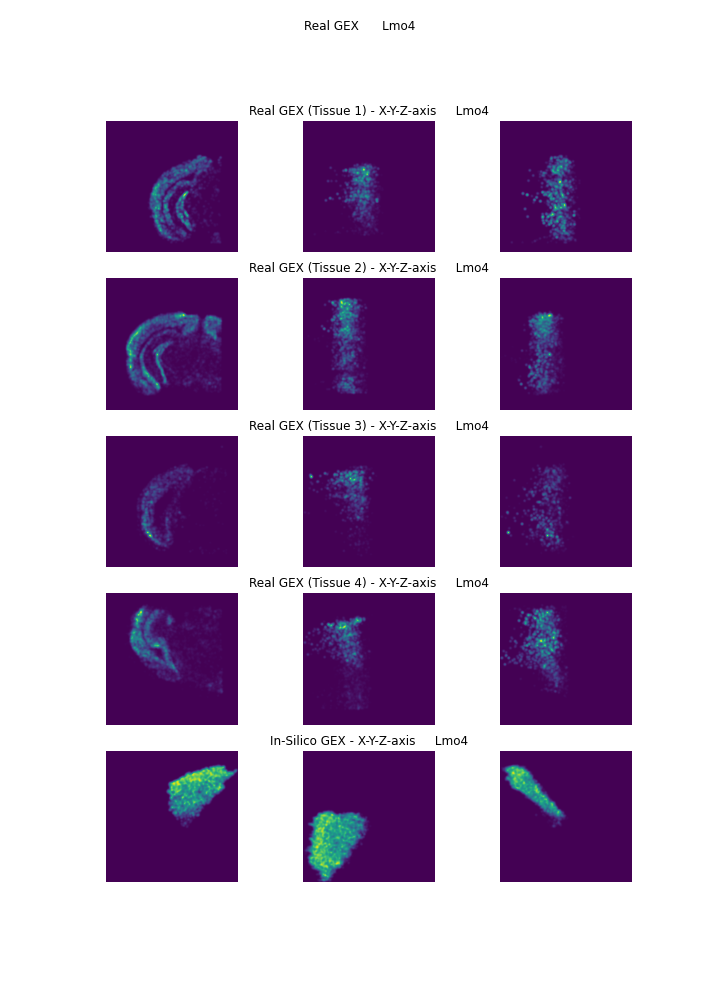 Real GEX      Lmo4
Real GEX (Tissue 1) - X-Y-Z-axis     Lmo4
Real GEX (Tissue 2) - X-Y-Z-axis     Lmo4
Real GEX (Tissue 3) - X-Y-Z-axis     Lmo4
Real GEX (Tissue 4) - X-Y-Z-axis     Lmo4
In-Silico GEX - X-Y-Z-axis     Lmo4